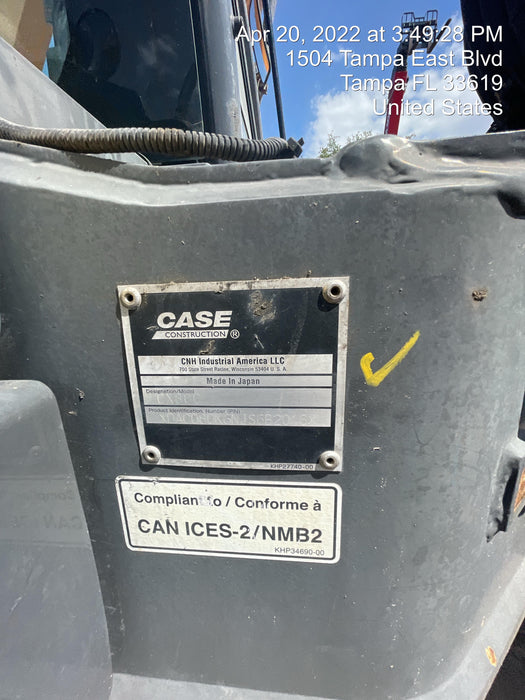 Apr 20, 2022 at 3:49:28 PM
1504 Tampa East Blvd
Tampa FL 33619
United States
CASE
CONSTRUCTION ®
CNH Industrial America LLC
700 State Street Racine, Wisconsin 53404 U. S. A.
Made In Japan
Designation/Model
Product Identification Number (PIN)
KHP27740-00
Compliant to / Conforme à
CAN ICES-2/NMB2
KHP34690-00